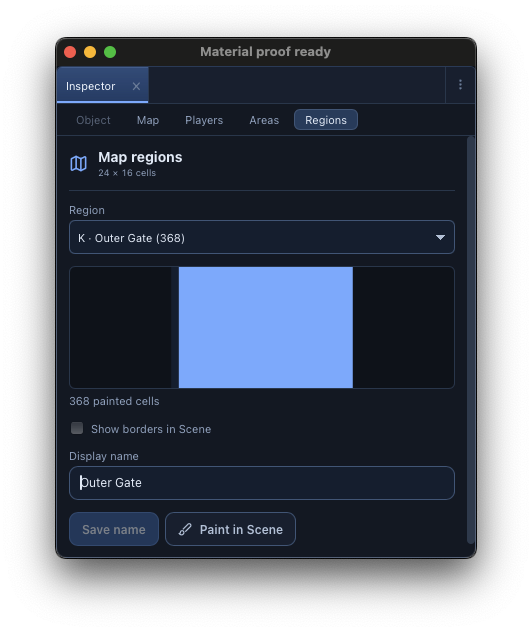 Material proof ready
Inspector
Object Map Players Areas Regions
Map regions
24 × 16 cells
Region
K · Outer Gate (368)
368 painted cells
Show borders in Scene
Display name
Outer Gate
Save name Paint in Scene